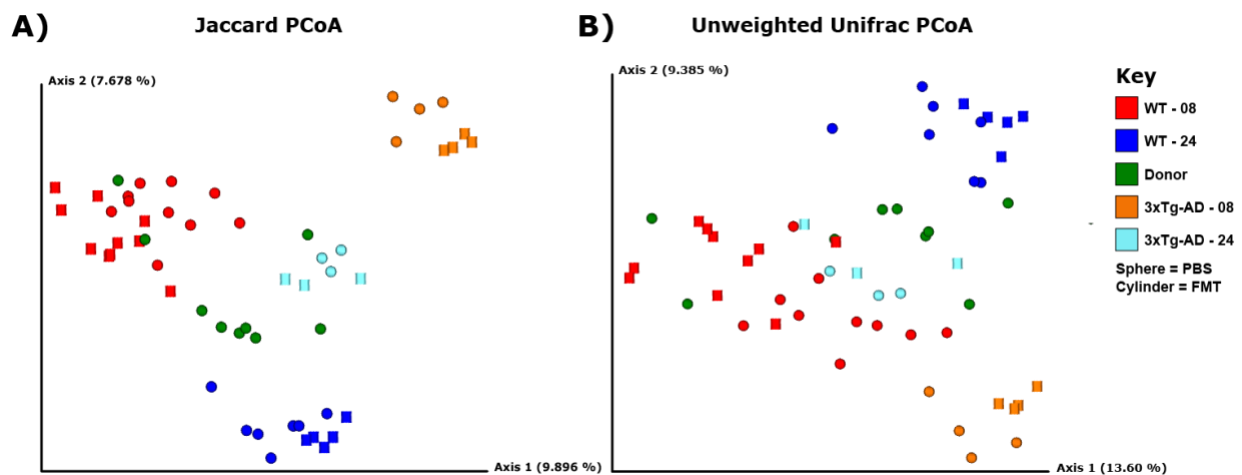 A)
Jaccard PCoA
Axis 2 (7.678 %)
Axis 1 (9.896 %)
B)
Unweighted Unifrac PCoA
Axis 2 (9.385 %)
Axis 1 (13.60 %)
Key
WT - 08
WT - 24
Donor
3xTg-AD - 08
3xTg-AD - 24
Sphere = PBS
Cylinder = FMT